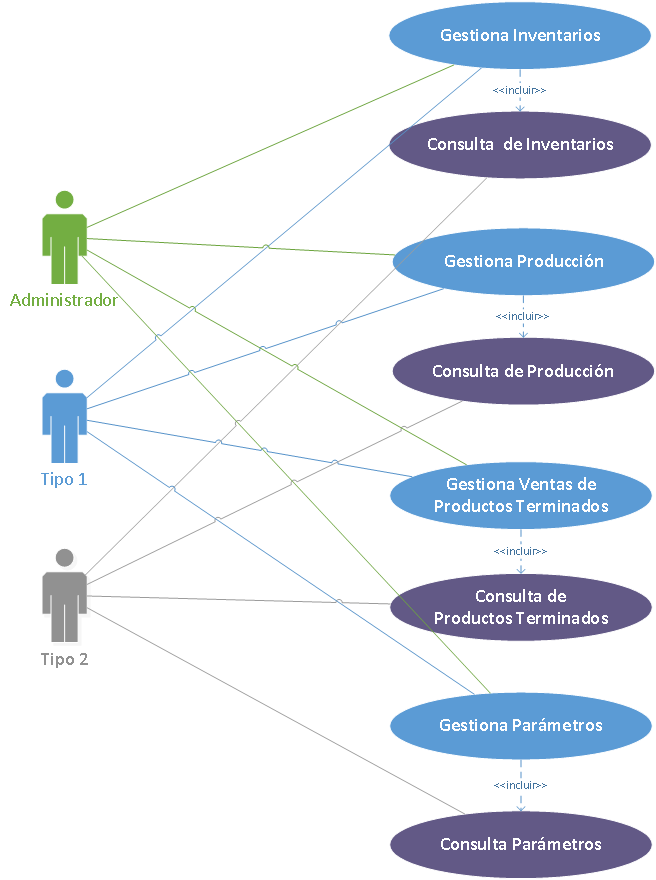 Gestiona Inventarios
<<incluir>>
Consulta de Inventarios
Administrador
Gestiona Producción
<<incluir>>
Consulta de Producción
Tipo 1
Gestiona Ventas de
Productos Terminados
<<incluir>>
Consulta de
Productos Terminados
Tipo 2
Gestiona Parámetros
<<incluir>>
Consulta Parámetros